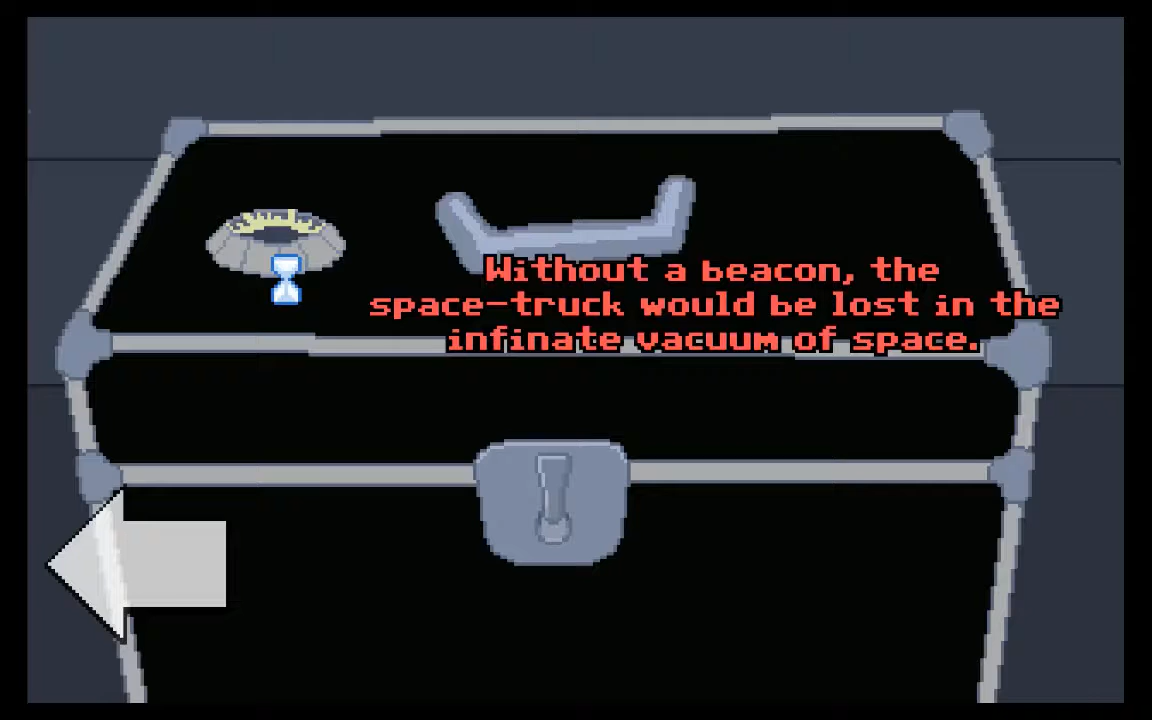 Without a beacon, the
space-truck would be lost in the
infinate vacuum of space.